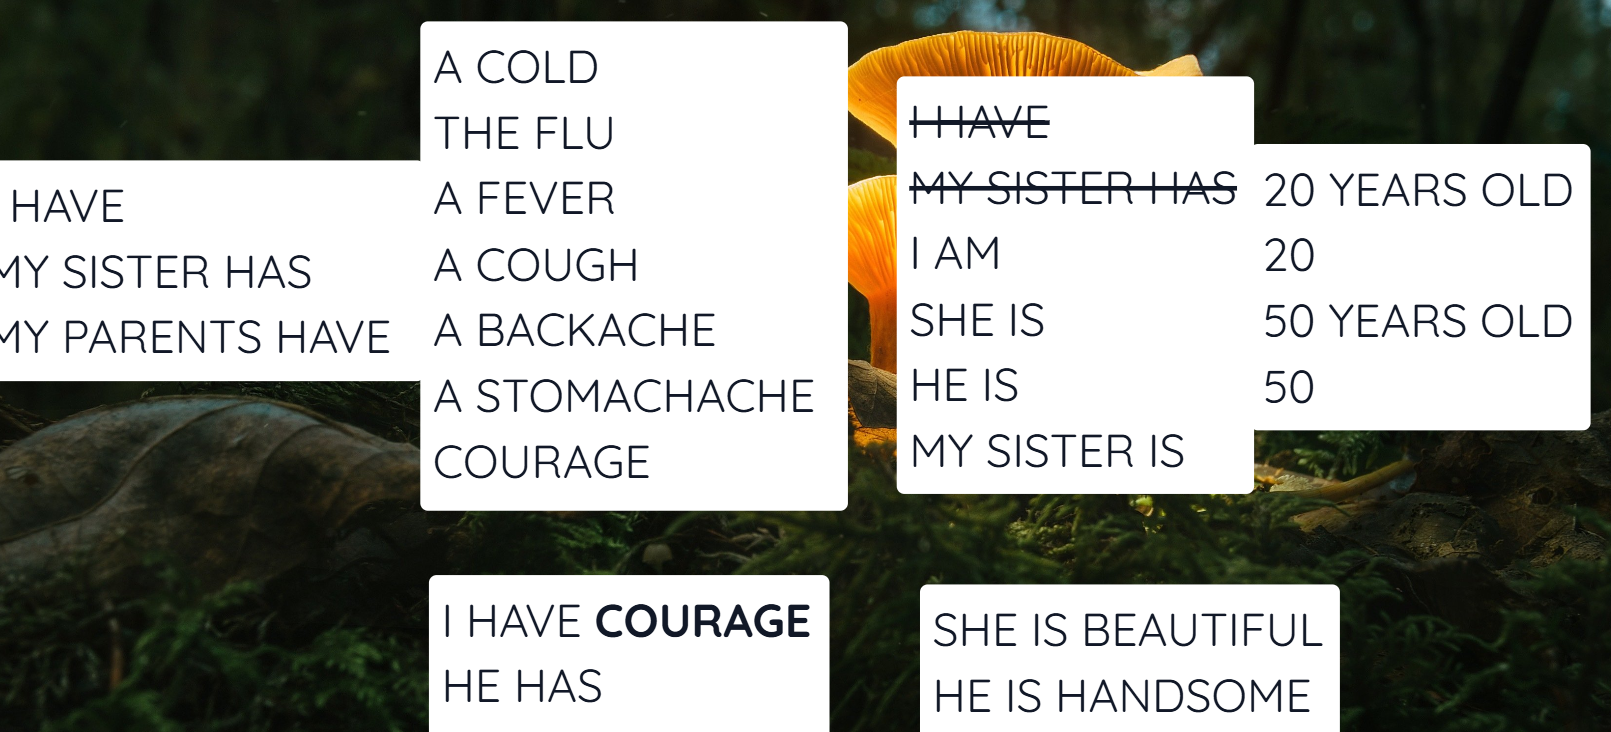 I HAVE
MY SISTER HAS
MY PARENTS HAVE
A COLD
THE FLU
A FEVER
A COUGH
A BACKACHE
A STOMACHACHE
COURAGE
I HAVE
MY SISTER HAS
I AM
SHE IS
HE IS
MY SISTER IS
20 YEARS OLD
20
50 YEARS OLD
50
I HAVE COURAGE
HE HAS
SHE IS BEAUTIFUL
HE IS HANDSOME